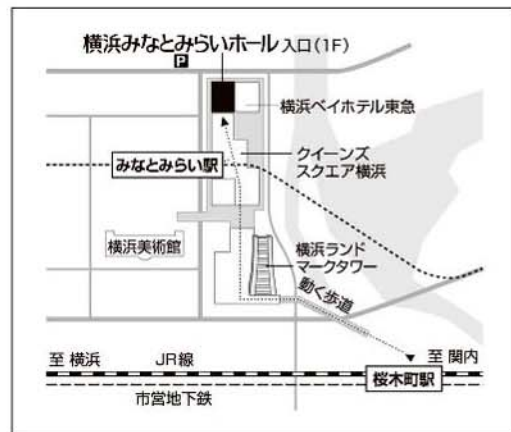 横浜みなとみらいホール 入口（1F）
P
横浜ベイホテル東急
みなとみらい駅
クイーンズ
スクエア横浜
横浜美術館
横浜ランド
マークタワー
動く歩道
至 横浜
JR線
至 関内
桜木町駅
市営地下鉄